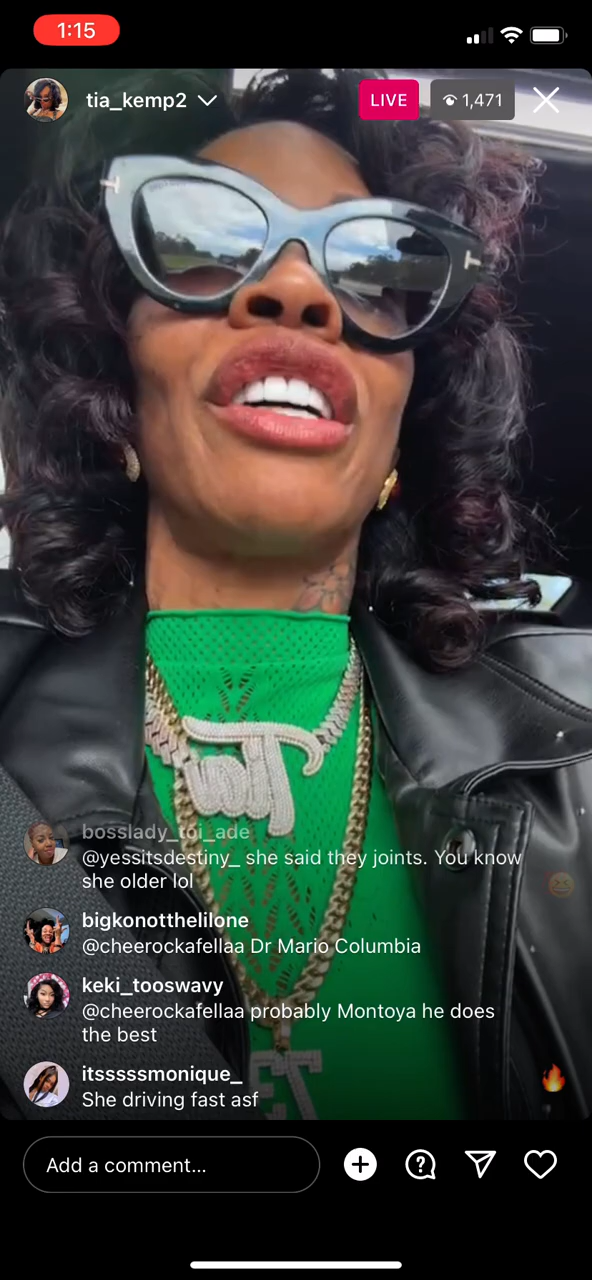 1:15
tia_kemp2
LIVE
1,471
Tia
bosslady_toi_ade
@yessitsdestiny_ she said they joints. You know
she older lol
bigkonotthelilone
@cheerockafellaa Dr Mario Columbia
keki_tooswavy
@cheerockafellaa probably Montoya he does
the best
itsssssmonique_
She driving fast asf
Add a comment...